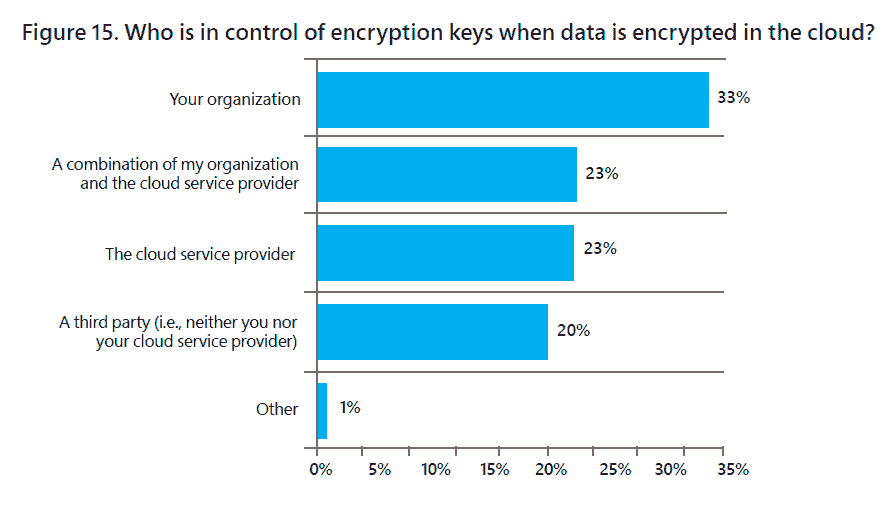 Figure 15. Who is in control of encryption keys when data is encrypted in the cloud?
Your organization
33%
A combination of my organization
and the cloud service provider
23%
The cloud service provider
23%
A third party (i.e., neither you nor
your cloud service provider)
20%
Other
1%
0% 5% 10% 15% 20% 25% 30% 35%